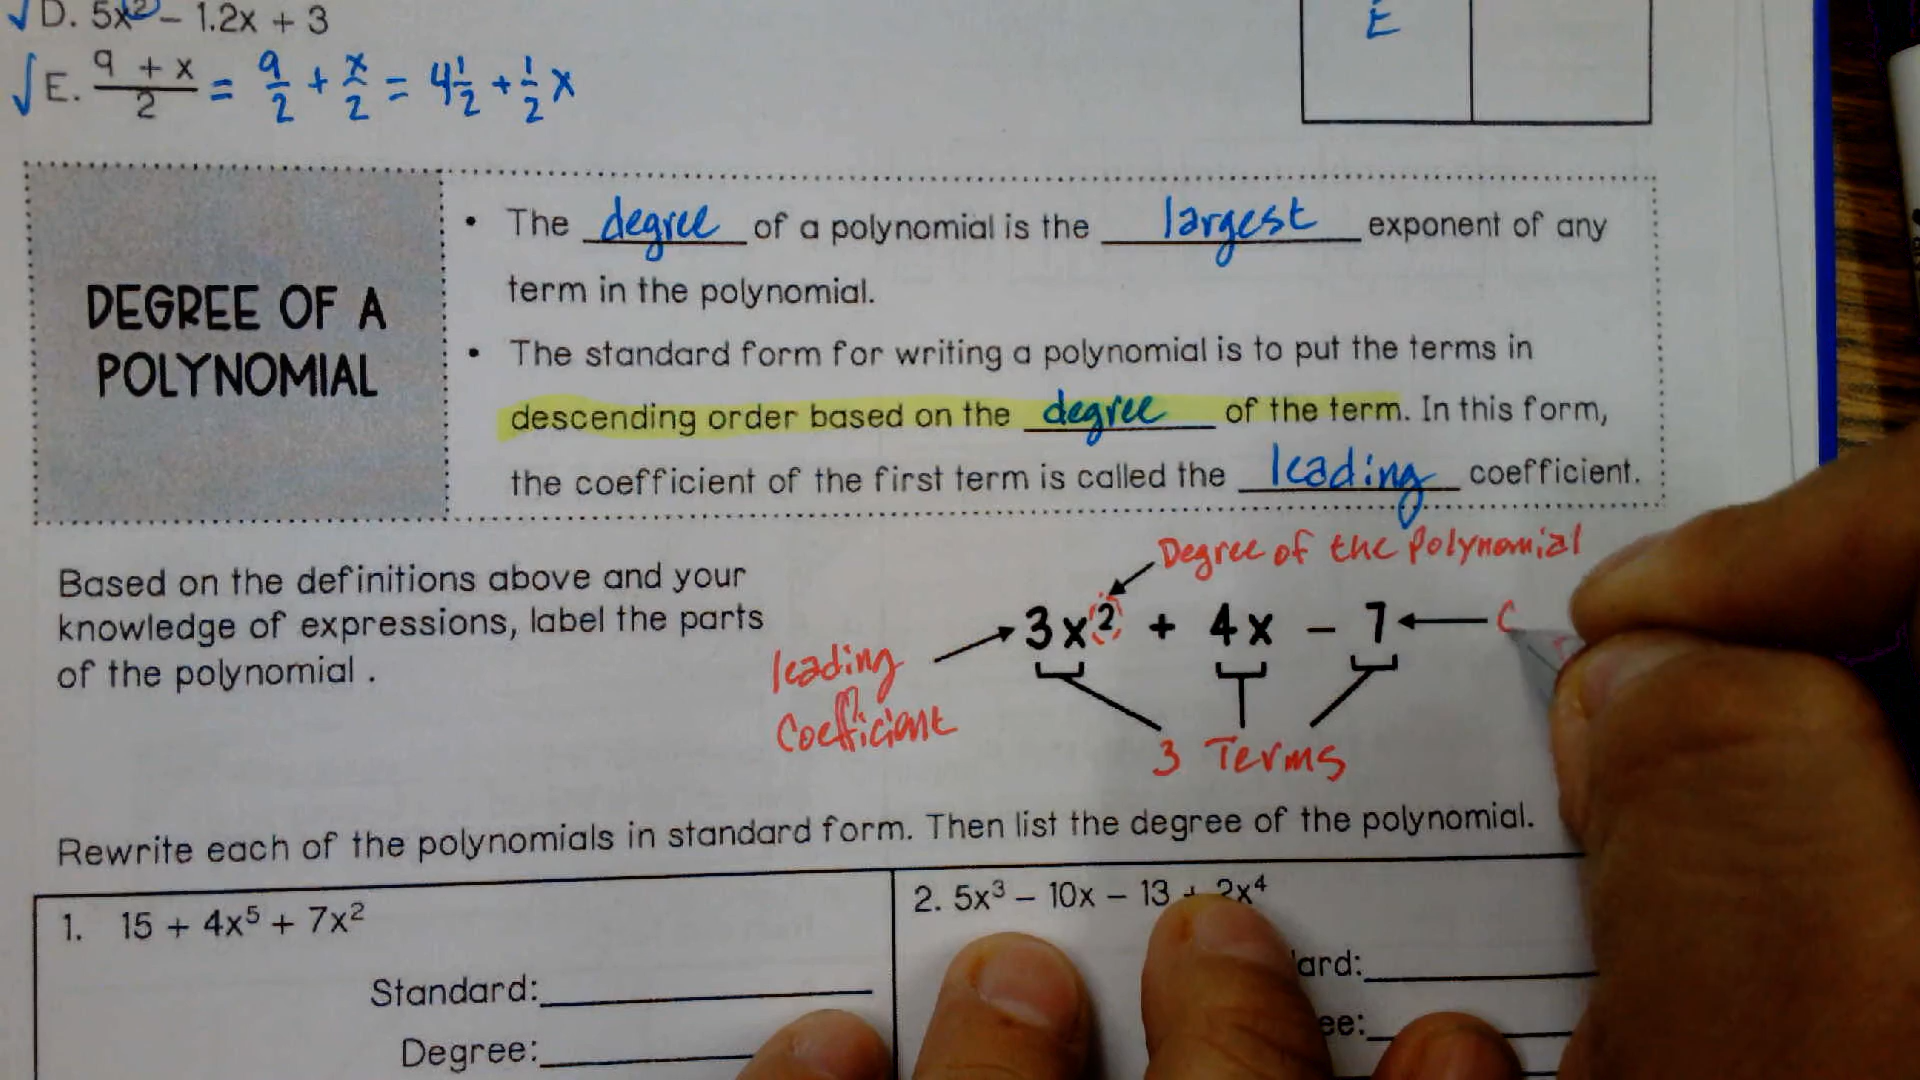 √ D. 5x² – 1.2x + 3
√ E. (9 + x)/2 = 9/2 + x/2 = 4 1/2 + 1/2 x
E
DEGREE OF A
POLYNOMIAL
• The degree of a polynomial is the largest exponent of any
term in the polynomial.
• The standard form for writing a polynomial is to put the terms in
descending order based on the degree of the term. In this form,
the coefficient of the first term is called the leading coefficient.
Based on the definitions above and your
knowledge of expressions, label the parts
of the polynomial .
Degree of the Polynomial
3x² + 4x – 7
C
leading
Coefficient
3 Terms
Rewrite each of the polynomials in standard form. Then list the degree of the polynomial.
1. 15 + 4x⁵ + 7x²
Standard:
Degree:
2. 5x³ – 10x – 13 + 2x⁴
ard:
ee: